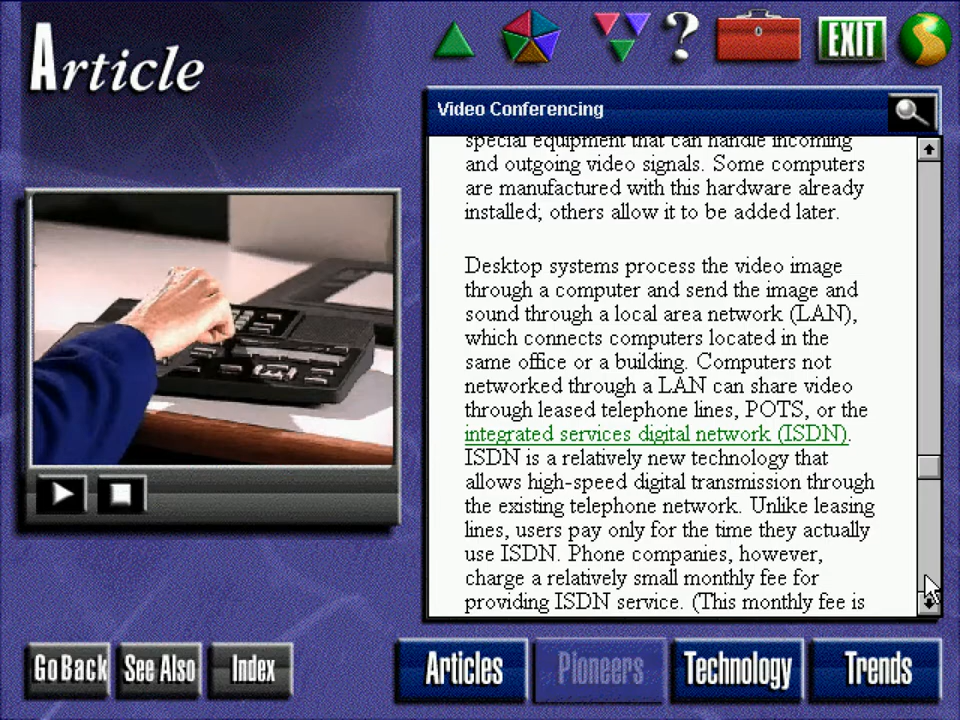 Article
?
EXIT
Video Conferencing
special equipment that can handle incoming
and outgoing video signals. Some computers
are manufactured with this hardware already
installed; others allow it to be added later.
Desktop systems process the video image
through a computer and send the image and
sound through a local area network (LAN),
which connects computers located in the
same office or a building. Computers not
networked through a LAN can share video
through leased telephone lines, POTS, or the
integrated services digital network (ISDN).
ISDN is a relatively new technology that
allows high-speed digital transmission through
the existing telephone network. Unlike leasing
lines, users pay only for the time they actually
use ISDN. Phone companies, however,
charge a relatively small monthly fee for
providing ISDN service. (This monthly fee is
Go Back
See Also
Index
Articles
Pioneers
Technology
Trends